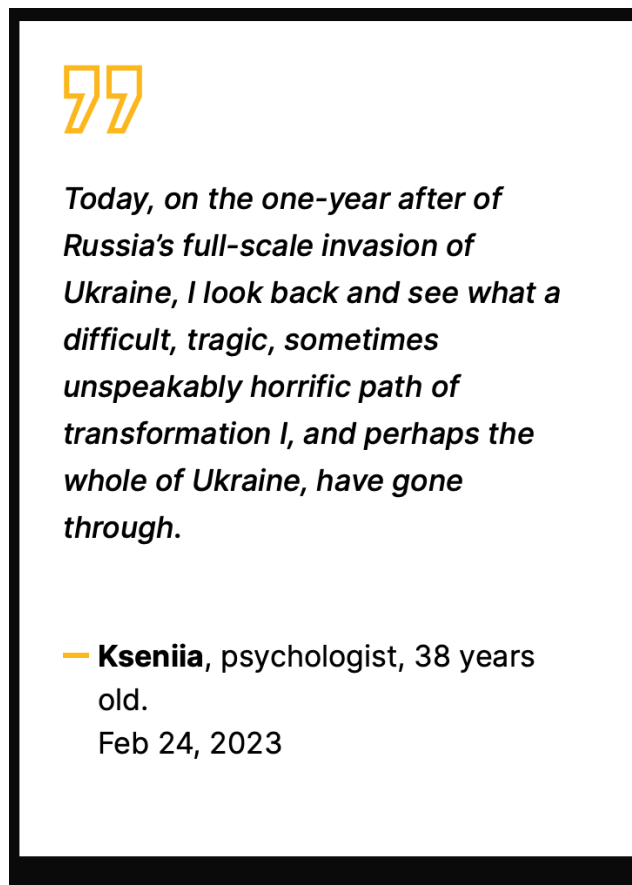 ”
Today, on the one-year after of
Russia’s full-scale invasion of
Ukraine, I look back and see what a
difficult, tragic, sometimes
unspeakably horrific path of
transformation I, and perhaps the
whole of Ukraine, have gone
through.
— Kseniia, psychologist, 38 years
old.
Feb 24, 2023